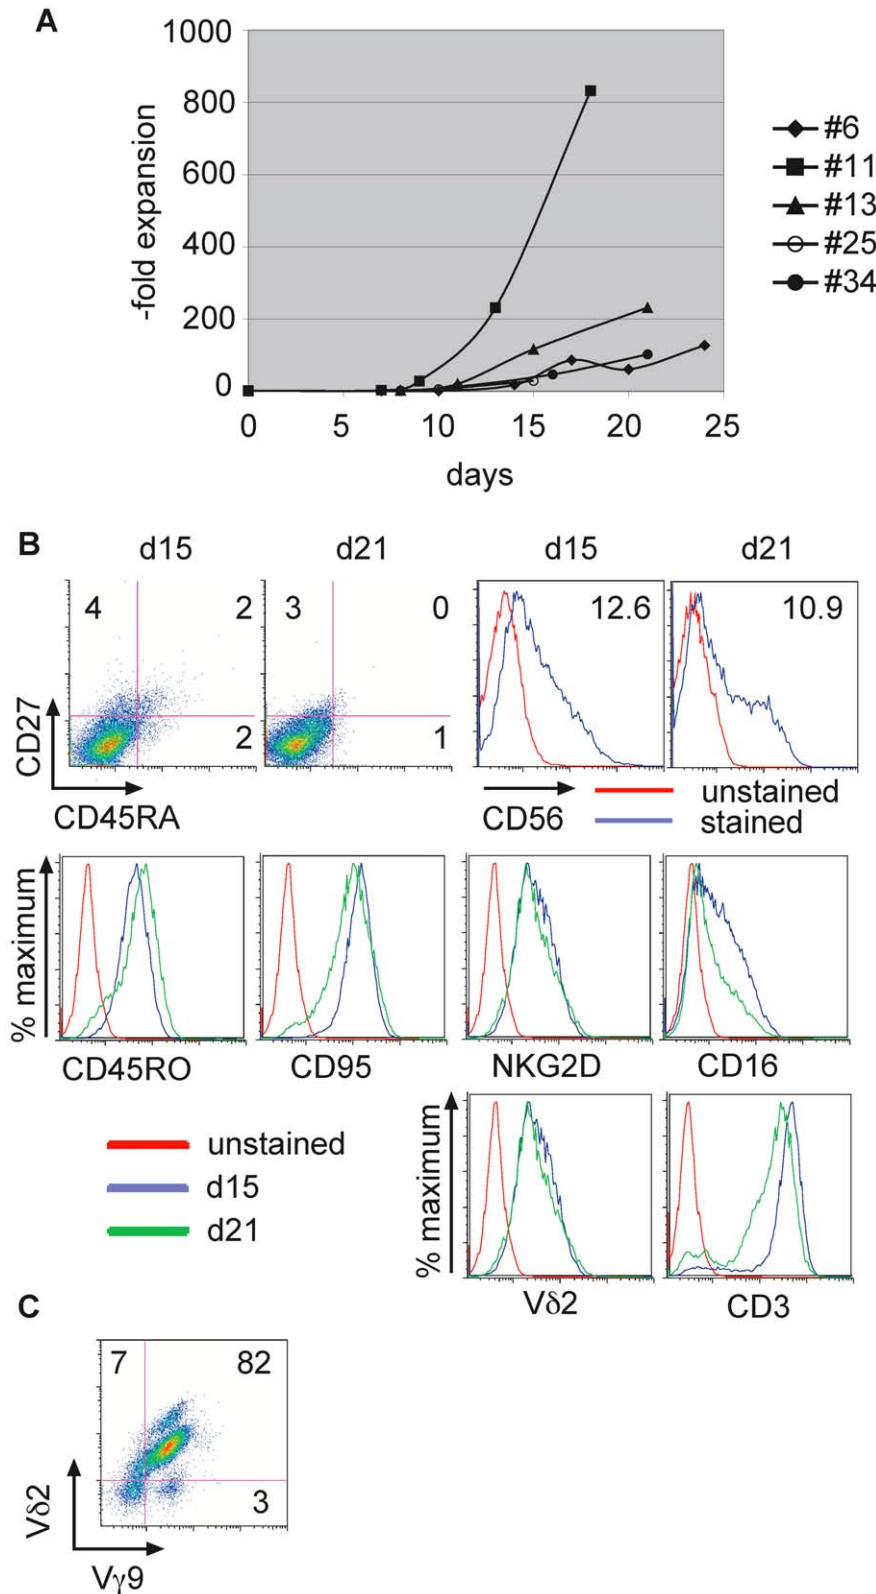 A
1000
800
600
400
200
0
-fold expansion
0 5 10 15 20 25
days
#6
#11
#13
#25
#34
B
d15 d21 d15 d21
4 2 3 0 12.6 10.9
2 1
CD27
CD45RA
CD56
unstained
stained
% maximum
CD45RO CD95 NKG2D CD16
unstained
d15
d21
% maximum
Vδ2 CD3
C
7 82
3
Vδ2
Vγ9